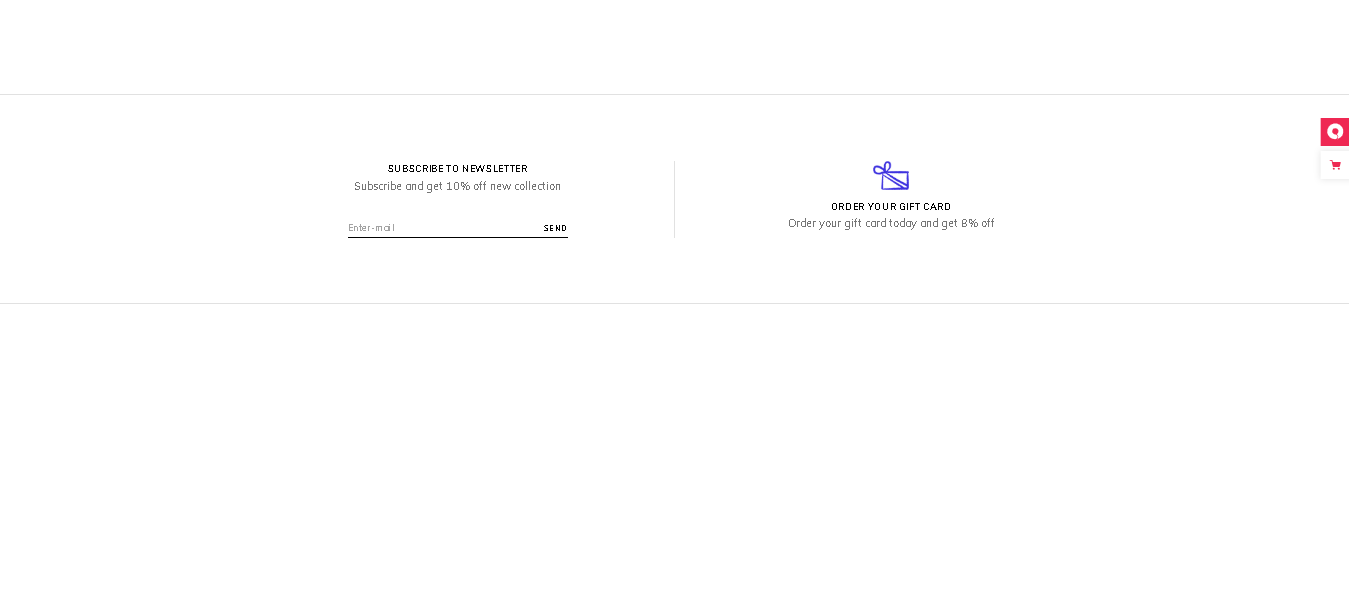 SUBSCRIBE TO NEWSLETTER
Subscribe and get 10% off new collection
Enter-mail
SEND
ORDER YOUR GIFT CARD
Order your gift card today and get 8% off